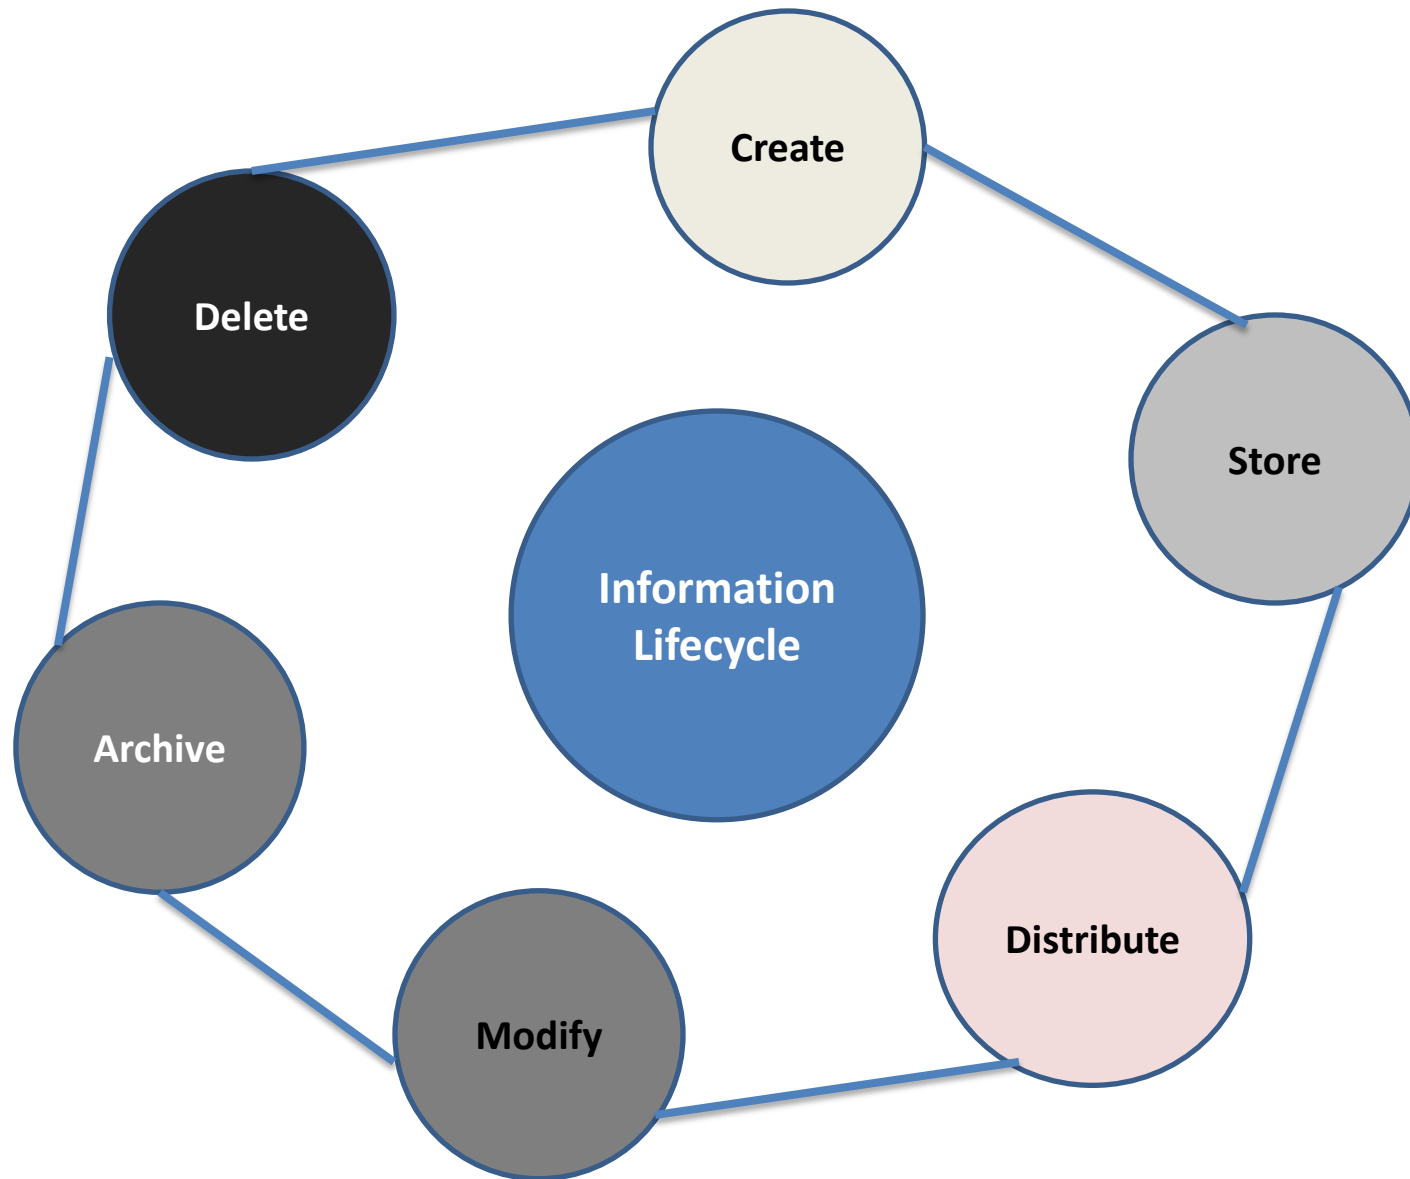 Create
Delete
Store
Information
Lifecycle
Archive
Distribute
Modify